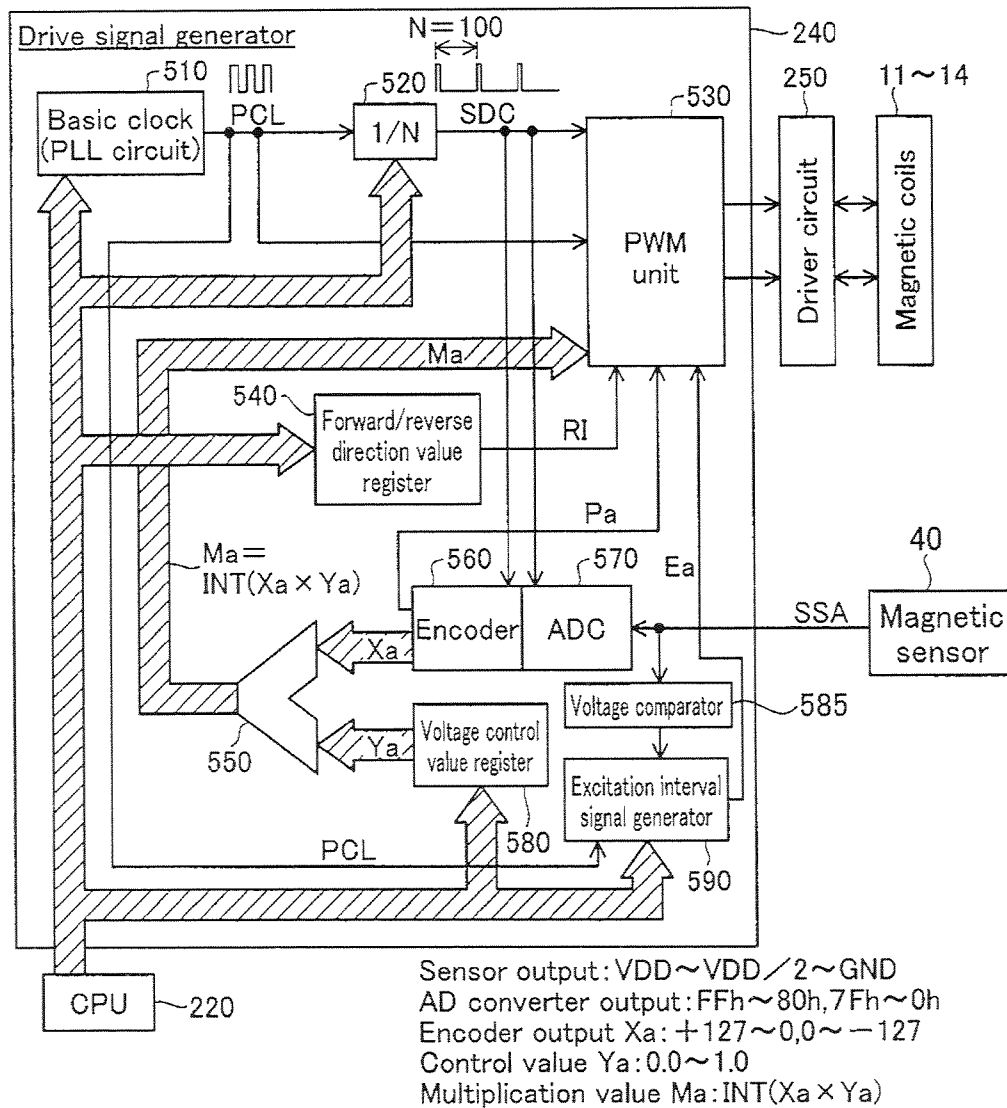 N=100
Drive signal generator
240
510
PCL
520
SDC
530
250
11~14
Basic clock
(PLL circuit)
1/N
PWM
unit
Driver circuit
Magnetic coils
Ma
540
Forward/reverse
direction value
register
RI
Pa
Ma=
INT(Xa×Ya)
560
570
Ea
40
Encoder
ADC
SSA
Magnetic
sensor
Xa
550
Ya
Voltage control
value register
Voltage comparator
585
580
Excitation interval
signal generator
PCL
590
CPU
220
Sensor output:VDD~VDD/2~GND
AD converter output:FFh~80h,7Fh~0h
Encoder output Xa:+127~0,0~-127
Control value Ya:0.0~1.0
Multiplication value Ma:INT(Xa×Ya)